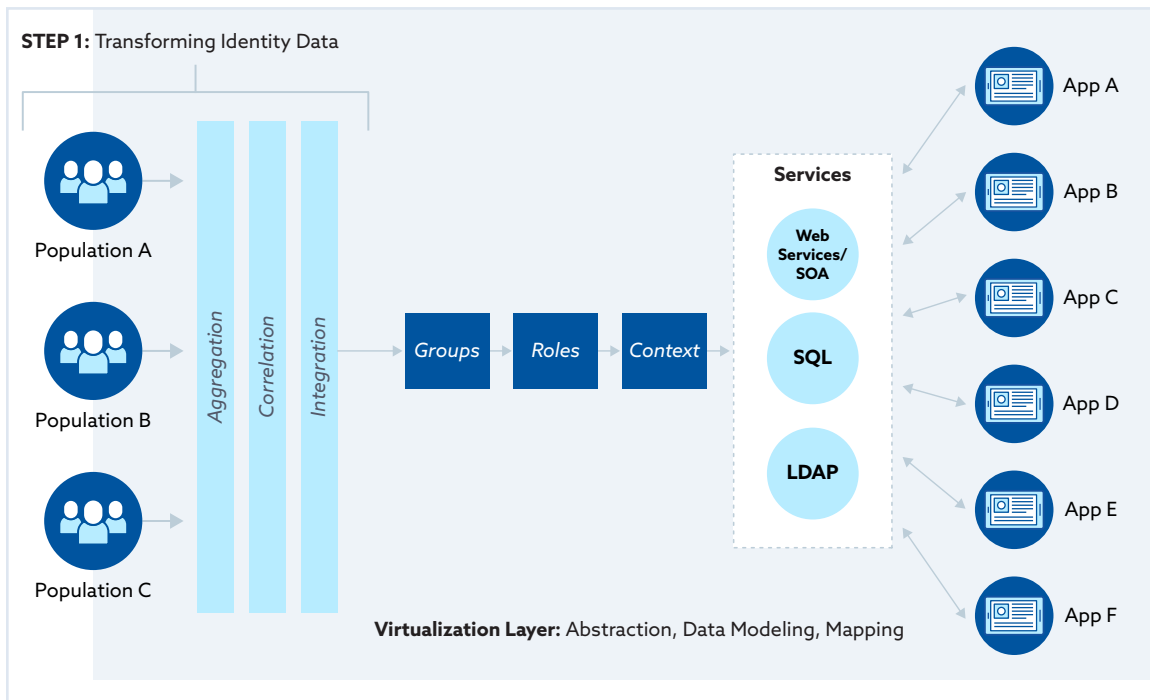 STEP 1: Transforming Identity Data
Population A
Population B
Population C
Aggregation
Correlation
Integration
Groups
Roles
Context
Services
Web
Services/
SOA
SQL
LDAP
App A
App B
App C
App D
App E
App F
Virtualization Layer: Abstraction, Data Modeling, Mapping